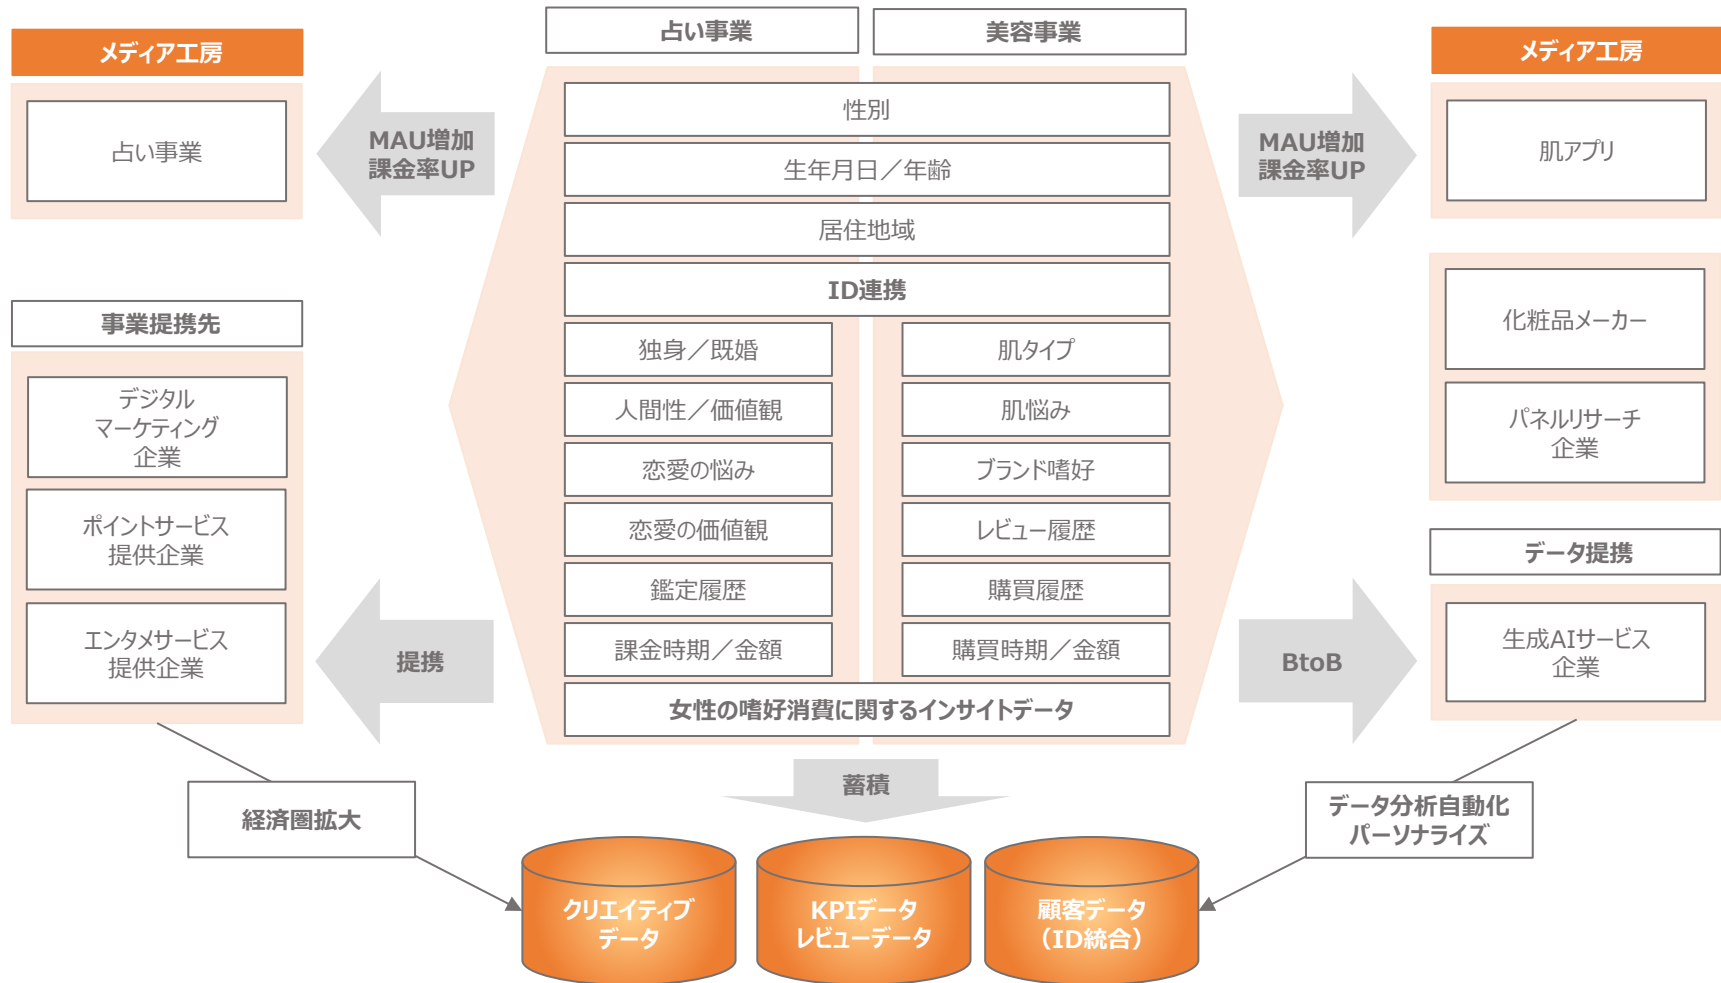 占い事業
美容事業
メディア工房
占い事業
MAU増加
課金率UP
事業提携先
デジタル
マーケティング
企業
ポイントサービス
提供企業
エンタメサービス
提供企業
提携
経済圏拡大
性別
生年月日／年齢
居住地域
ID連携
独身／既婚
人間性／価値観
恋愛の悩み
恋愛の価値観
鑑定履歴
課金時期／金額
肌タイプ
肌悩み
ブランド嗜好
レビュー履歴
購買履歴
購買時期／金額
女性の嗜好消費に関するインサイトデータ
蓄積
メディア工房
MAU増加
課金率UP
肌アプリ
化粧品メーカー
パネルリサーチ
企業
データ提携
BtoB
生成AIサービス
企業
データ分析自動化
パーソナライズ
クリエイティブ
データ
KPIデータ
レビューデータ
顧客データ
（ID統合）